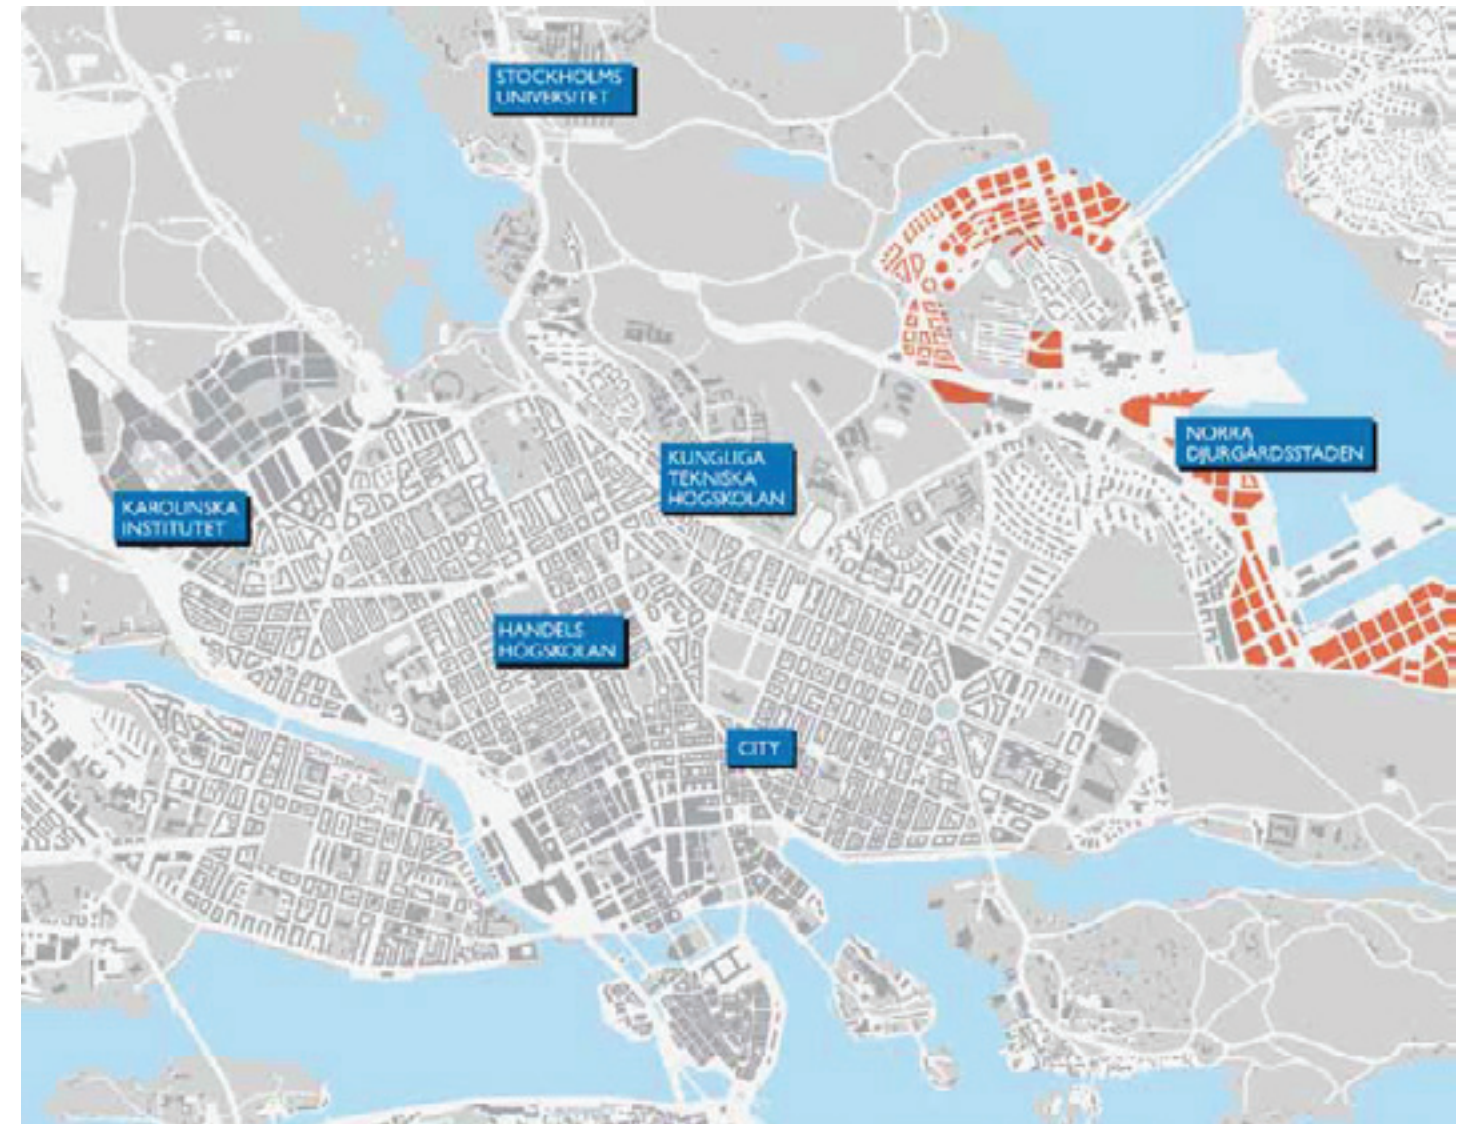 STOCKHOLMS
UNIVERSITET
NORRA
DJURGÅRDSSTADEN
KUNGLIGA
TEKNISKA
HÖGSKOLAN
KAROLINSKA
INSTITUTET
HANDELS
HÖGSKOLAN
CITY